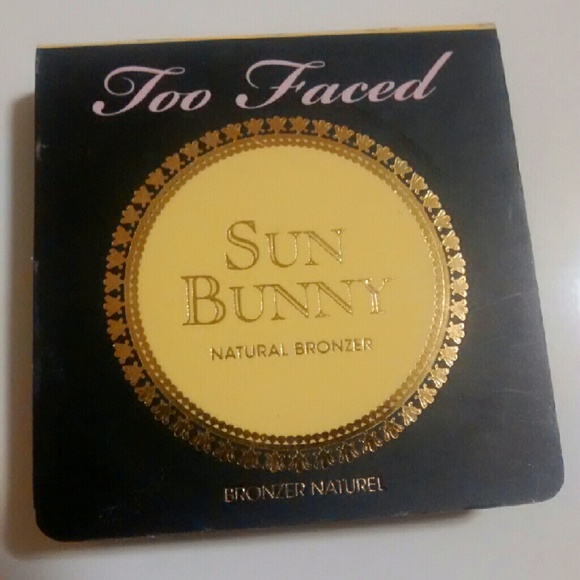 Too Faced
SUN
BUNNY
NATURAL BRONZER
BRONZER NATUREL